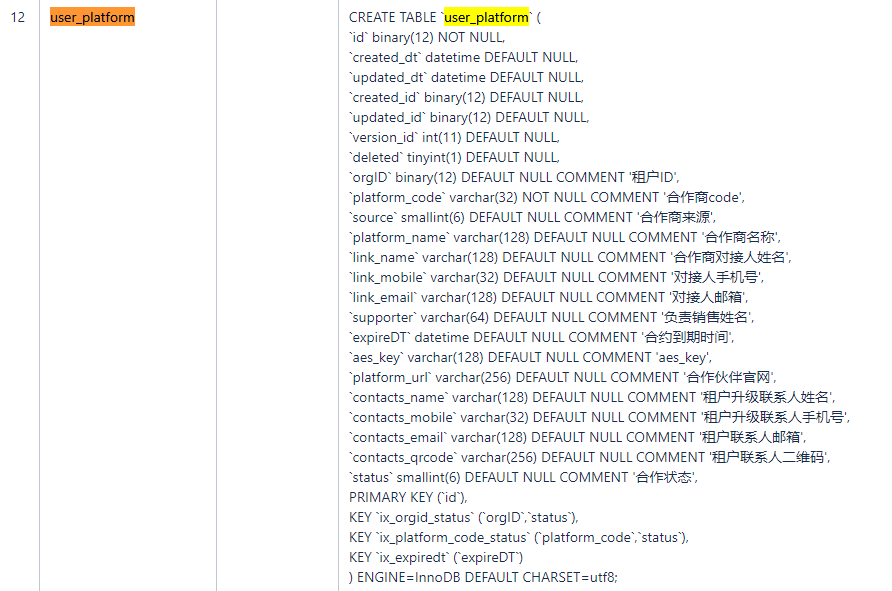 12 user_platform CREATE TABLE `user_platform` (
`id` binary(12) NOT NULL,
`created_dt` datetime DEFAULT NULL,
`updated_dt` datetime DEFAULT NULL,
`created_id` binary(12) DEFAULT NULL,
`updated_id` binary(12) DEFAULT NULL,
`version_id` int(11) DEFAULT NULL,
`deleted` tinyint(1) DEFAULT NULL,
`orgID` binary(12) DEFAULT NULL COMMENT '租户ID',
`platform_code` varchar(32) NOT NULL COMMENT '合作商code',
`source` smallint(6) DEFAULT NULL COMMENT '合作商来源',
`platform_name` varchar(128) DEFAULT NULL COMMENT '合作商名称',
`link_name` varchar(128) DEFAULT NULL COMMENT '合作商对接人姓名',
`link_mobile` varchar(32) DEFAULT NULL COMMENT '对接人手机号',
`link_email` varchar(128) DEFAULT NULL COMMENT '对接人邮箱',
`supporter` varchar(64) DEFAULT NULL COMMENT '负责销售姓名',
`expireDT` datetime DEFAULT NULL COMMENT '合约到期时间',
`aes_key` varchar(128) DEFAULT NULL COMMENT 'aes_key',
`platform_url` varchar(256) DEFAULT NULL COMMENT '合作伙伴官网',
`contacts_name` varchar(128) DEFAULT NULL COMMENT '租户升级联系人姓名',
`contacts_mobile` varchar(32) DEFAULT NULL COMMENT '租户升级联系人手机号',
`contacts_email` varchar(128) DEFAULT NULL COMMENT '租户联系人邮箱',
`contacts_qrcode` varchar(256) DEFAULT NULL COMMENT '租户联系人二维码',
`status` smallint(6) DEFAULT NULL COMMENT '合作状态',
PRIMARY KEY (`id`),
KEY `ix_orgid_status` (`orgID`,`status`),
KEY `ix_platform_code_status` (`platform_code`,`status`),
KEY `ix_expiredt` (`expireDT`)
) ENGINE=InnoDB DEFAULT CHARSET=utf8;